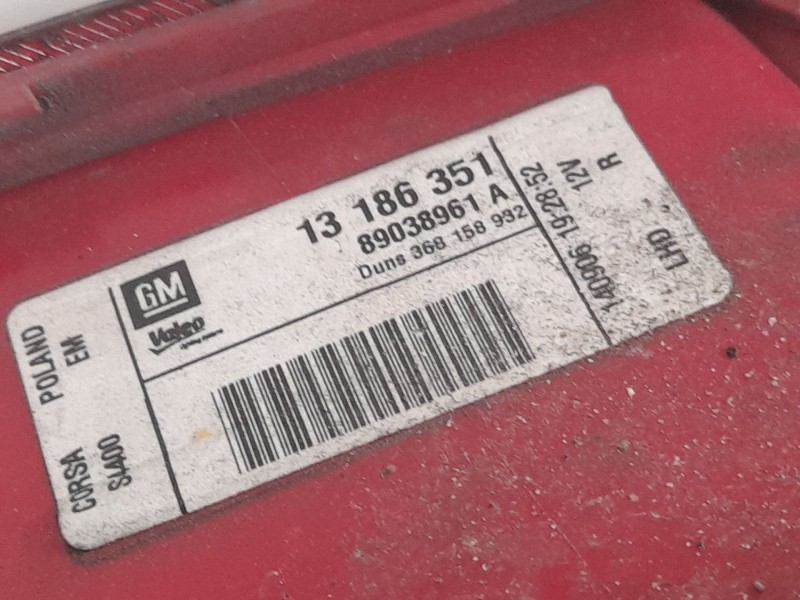 POLAND
EM
CORSA
S4400
GM
Valeo
13 186 351
89038961 A
Duns 368 158 932
140906 19:28:52
12V
R
LHD